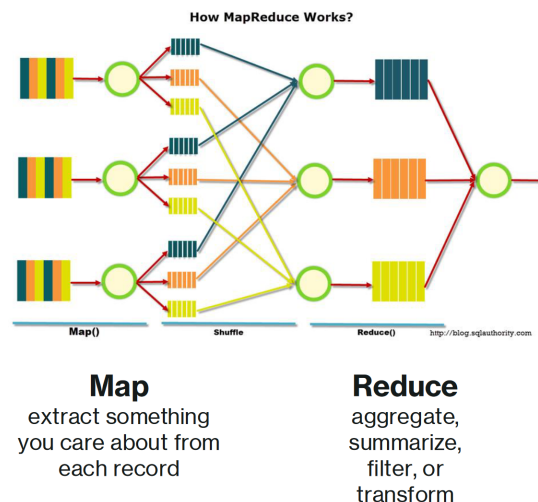 How MapReduce Works?
Map()
Shuffle
Reduce()
http://blog.sqlauthority.com
Map
extract something
you care about from
each record
Reduce
aggregate,
summarize,
filter, or
transform